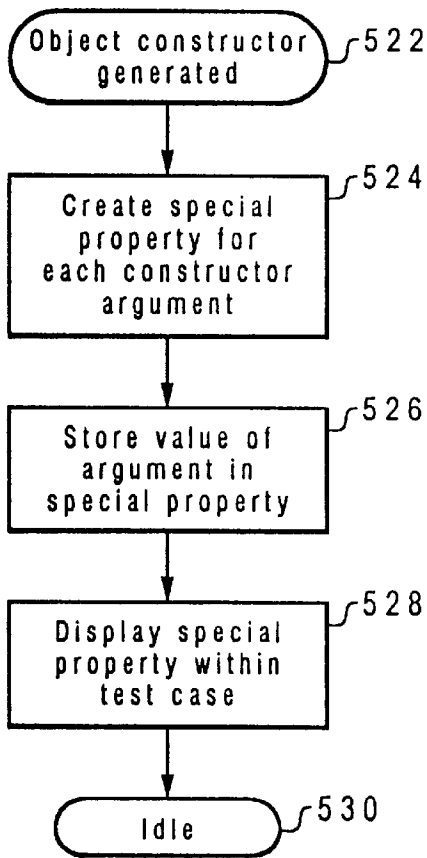 Object constructor
generated
522
524
Create special
property for
each constructor
argument
526
Store value of
argument in
special property
528
Display special
property within
test case
530
Idle